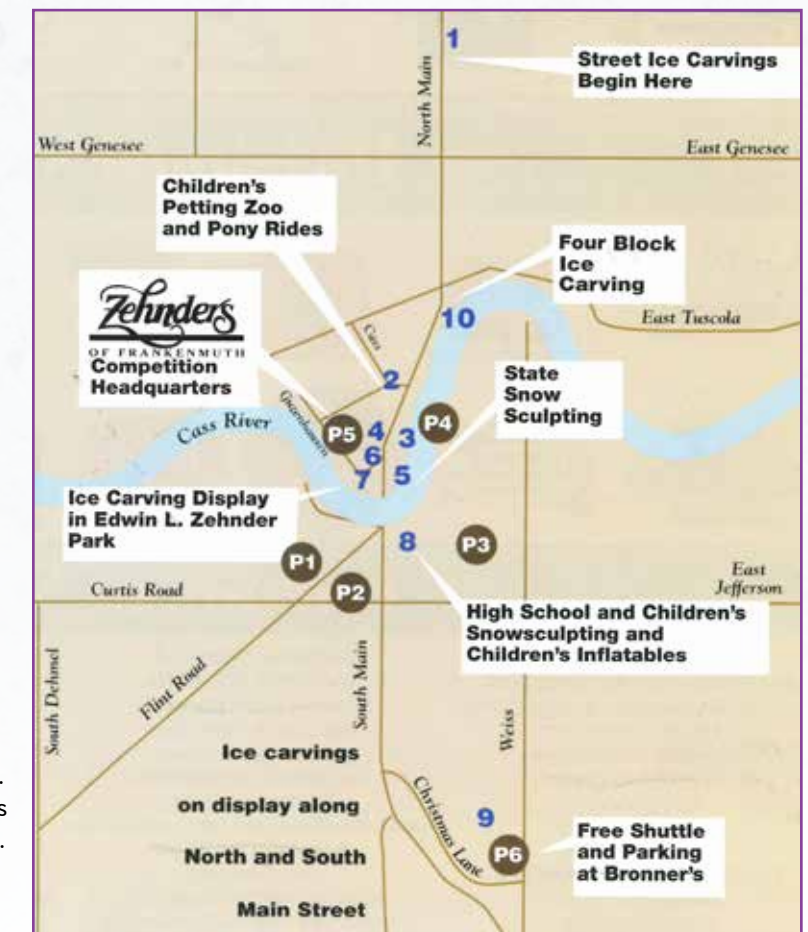 1
Street Ice Carvings
Begin Here
North Main
West Genesee
East Genesee
Children's
Petting Zoo
and Pony Rides
Four Block
Ice
Carving
Zehnder's
OF FRANKENMUTH
Competition
Headquarters
10
East Tuscola
Cass
2
State
Snow
Sculpting
Gunzenhausen
Cass River
P5
4
3
P4
6
5
7
Ice Carving Display
in Edwin L. Zehnder
Park
8
P3
P1
P2
Curtis Road
East
Jefferson
High School and Children's
Snowsculpting and
Children's Inflatables
South Dehmel
Flint Road
South Main
Weiss
Ice carvings
on display along
North and South
Main Street
Christmas Lane
9
P6
Free Shuttle
and Parking
at Bronner's
.
s
.